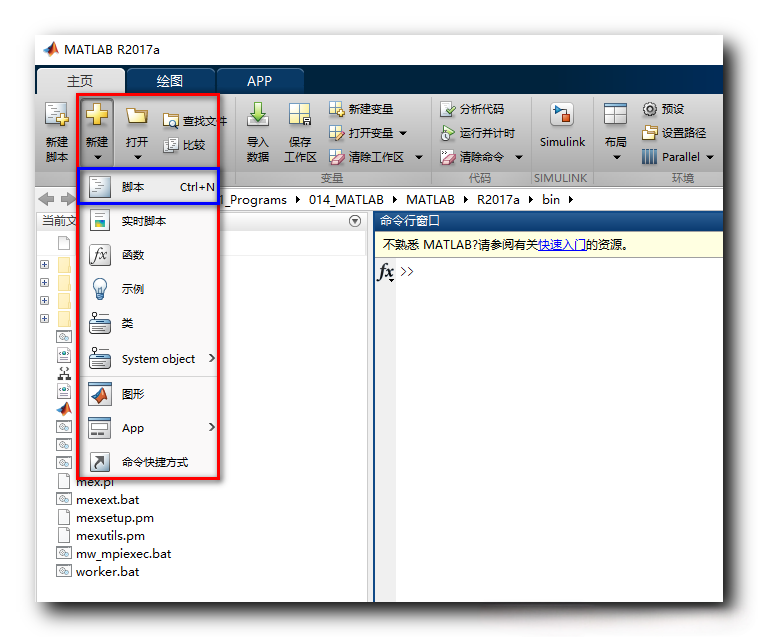 MATLAB R2017a
主页 绘图 APP
新建脚本
新建
打开
查找文件
比较
导入数据
保存工作区
新建变量
打开变量
清除工作区
变量
分析代码
运行并计时
清除命令
代码
Simulink
SIMULINK
布局
预设
设置路径
Parallel
环境
脚本 Ctrl+N
实时脚本
函数
示例
类
System object
图形
App
命令快捷方式
1_Programs 014_MATLAB MATLAB R2017a bin
当前文
mex.pl
mexext.bat
mexsetup.pm
mexutils.pm
mw_mpiexec.bat
worker.bat
命令行窗口
不熟悉 MATLAB?请参阅有关快速入门的资源。
fx >>